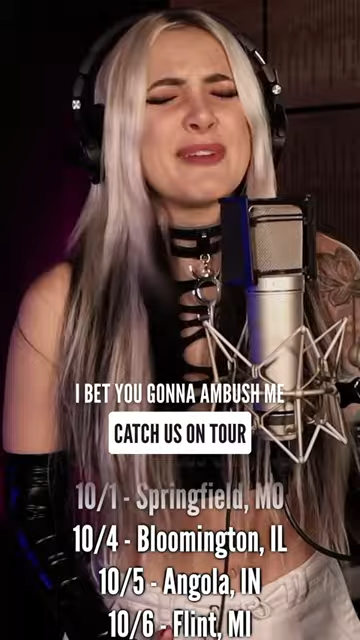 I BET YOU GONNA AMBUSH ME
CATCH US ON TOUR
10/1 - Springfield, MO
10/4 - Bloomington, IL
10/5 - Angola, IN
10/6 - Flint, MI